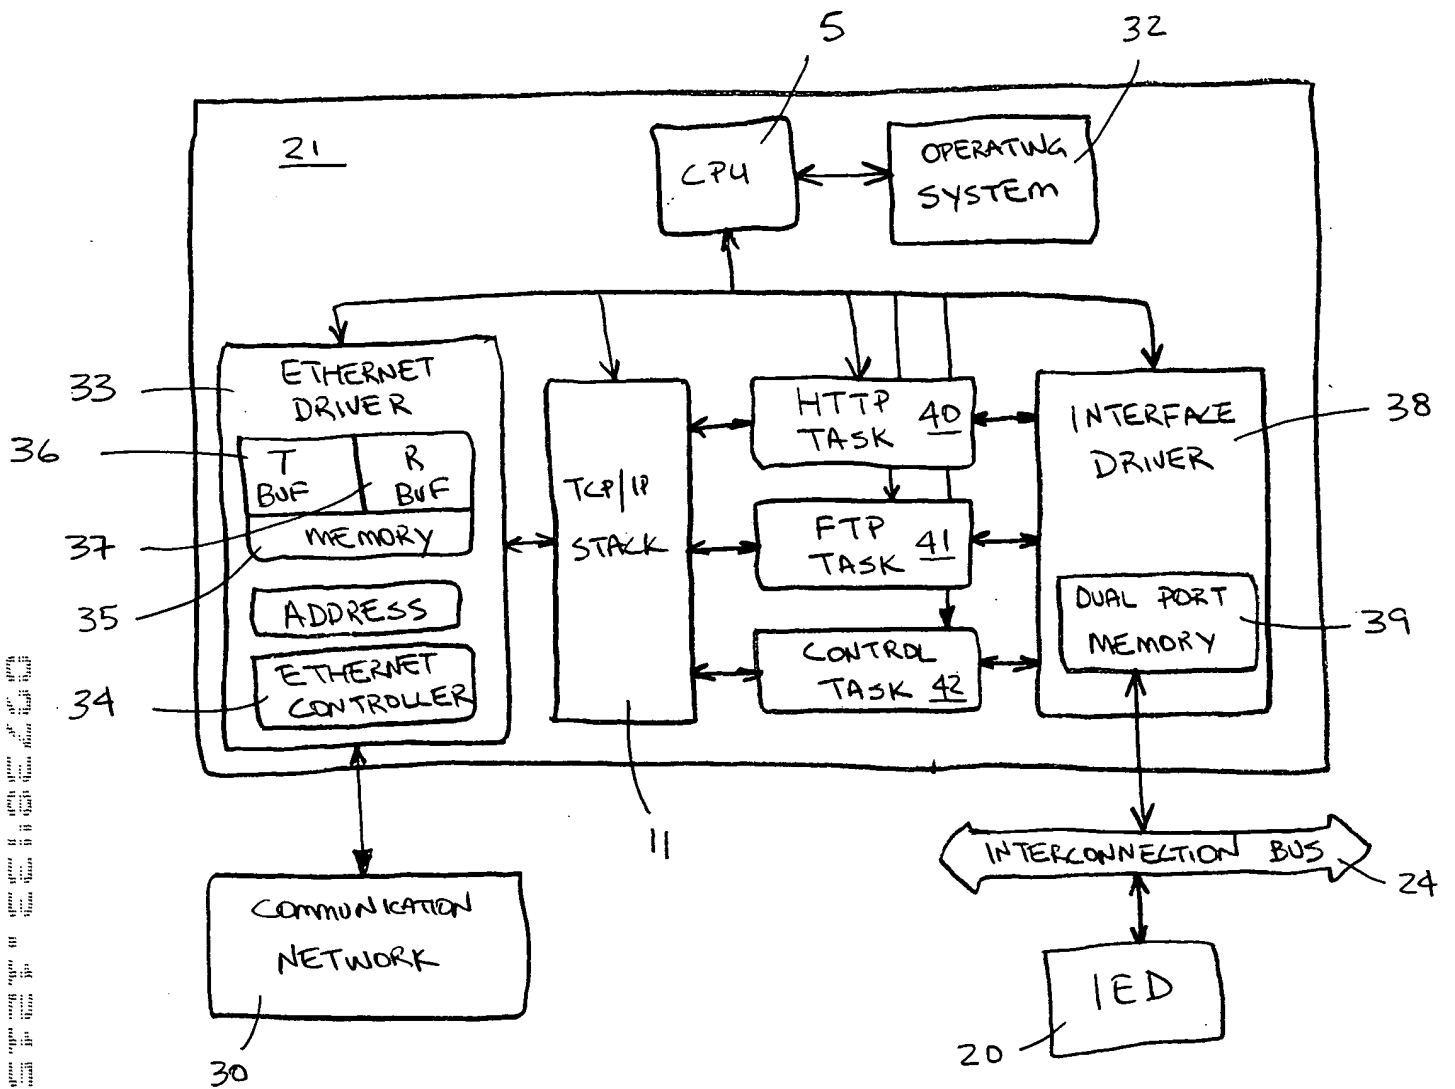 5
32
21
CPU
OPERATING
SYSTEM
33
ETHERNET
DRIVER
36
T
BUF
R
BUF
37
MEMORY
35
ADDRESS
34
ETHERNET
CONTROLLER
TCP/IP
STACK
11
HTTP
TASK 40
FTP
TASK 41
CONTROL
TASK 42
INTERFACE
DRIVER
38
DUAL PORT
MEMORY
39
INTERCONNECTION BUS
24
COMMUNICATION
NETWORK
30
IED
20